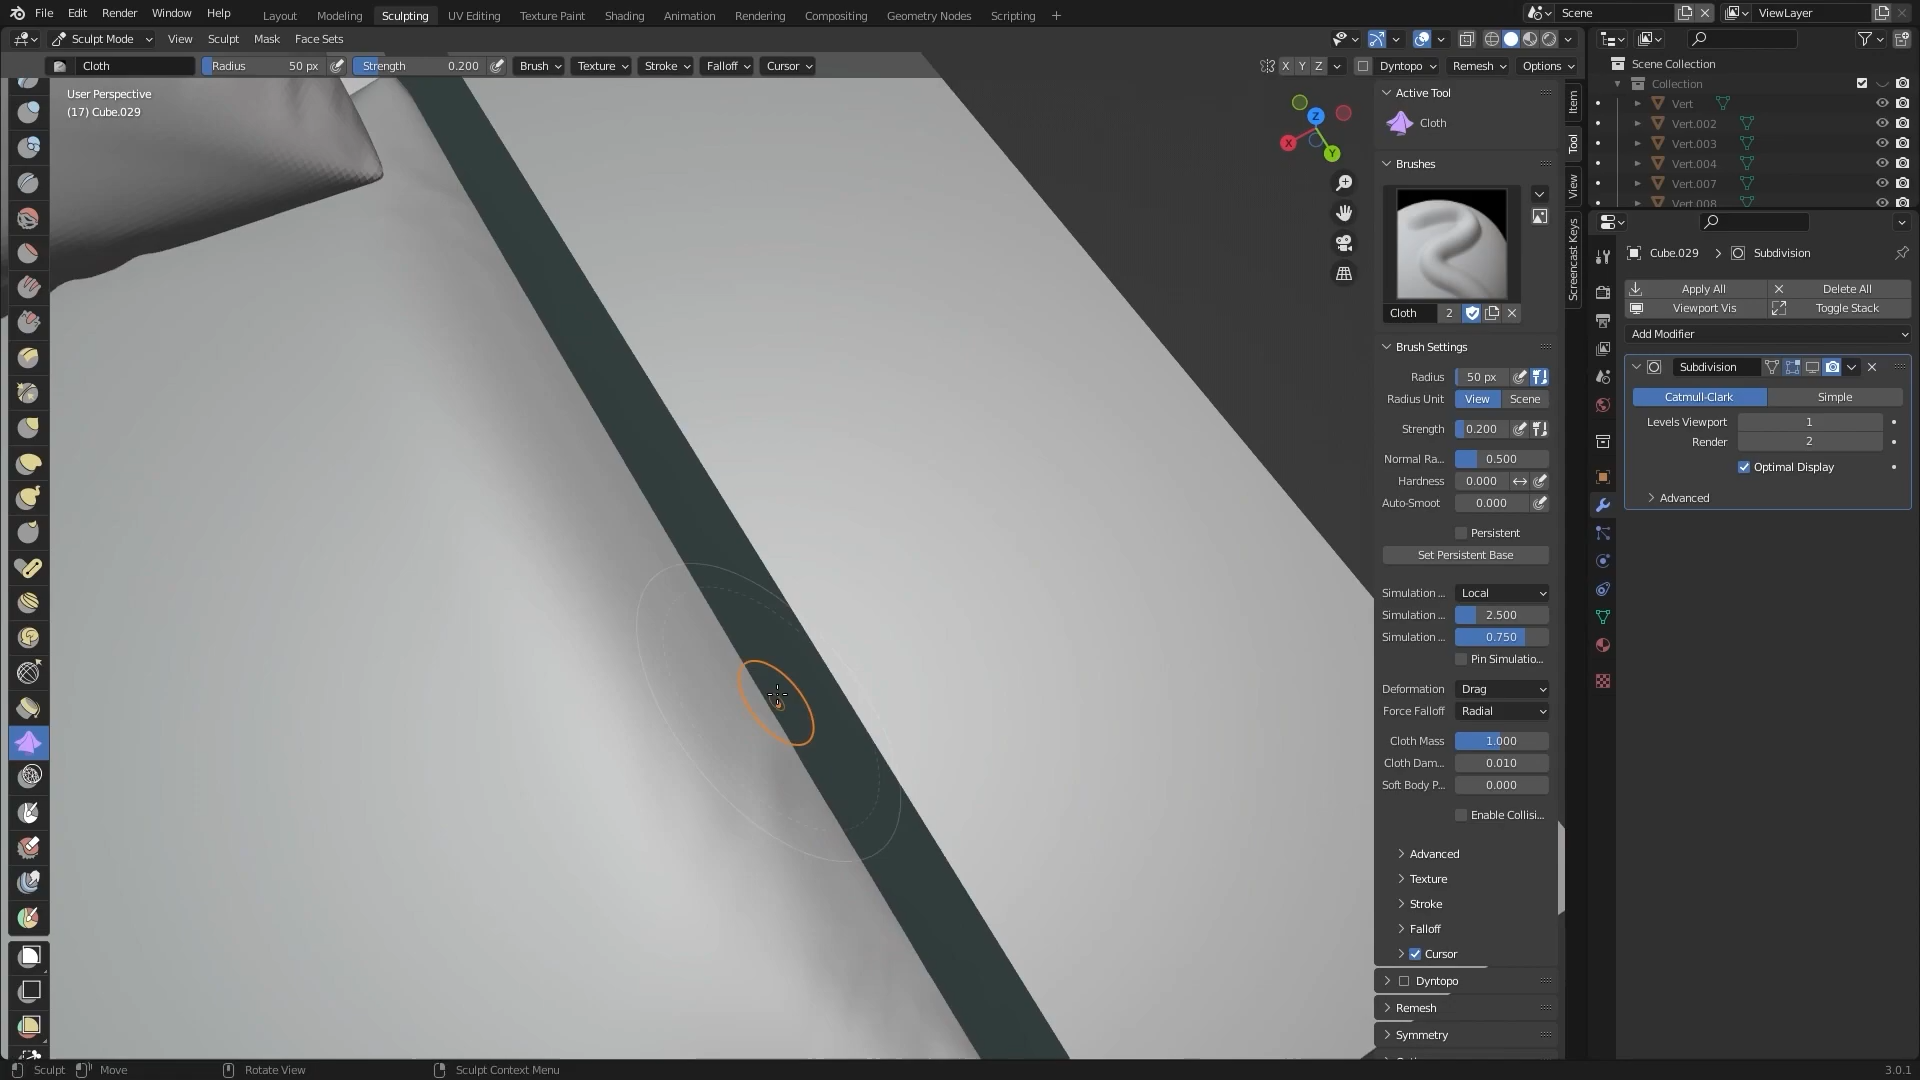 File Edit Render Window Help
Layout Modeling Sculpting UV Editing Texture Paint Shading Animation Rendering Compositing Geometry Nodes Scripting +
Scene ViewLayer
Sculpt Mode View Sculpt Mask Face Sets
Cloth Radius 50 px Strength 0.200 Brush Texture Stroke Falloff Cursor X Y Z Dyntopo Remesh Options
User Perspective
(17) Cube.029
Z
X
Y
Active Tool
Cloth
Brushes
Cloth 2
Brush Settings
Radius 50 px
Radius Unit View Scene
Strength 0.200
Normal Ra... 0.500
Hardness 0.000
Auto-Smoot 0.000
Persistent
Set Persistent Base
Simulation ... Local
Simulation ... 2.500
Simulation ... 0.750
Pin Simulatio...
Deformation Drag
Force Falloff Radial
Cloth Mass 1.000
Cloth Dam... 0.010
Soft Body P... 0.000
Enable Collisi...
Advanced
Texture
Stroke
Falloff
Cursor
Dyntopo
Remesh
Symmetry
Item
Tool
View
Screencast Keys
Scene Collection
Collection
Vert
Vert.002
Vert.003
Vert.004
Vert.007
Vert.008
Cube.029 > Subdivision
Apply All Delete All
Viewport Vis Toggle Stack
Add Modifier
Subdivision
Catmull-Clark Simple
Levels Viewport 1
Render 2
Optimal Display
Advanced
Sculpt Move Rotate View Sculpt Context Menu 3.0.1